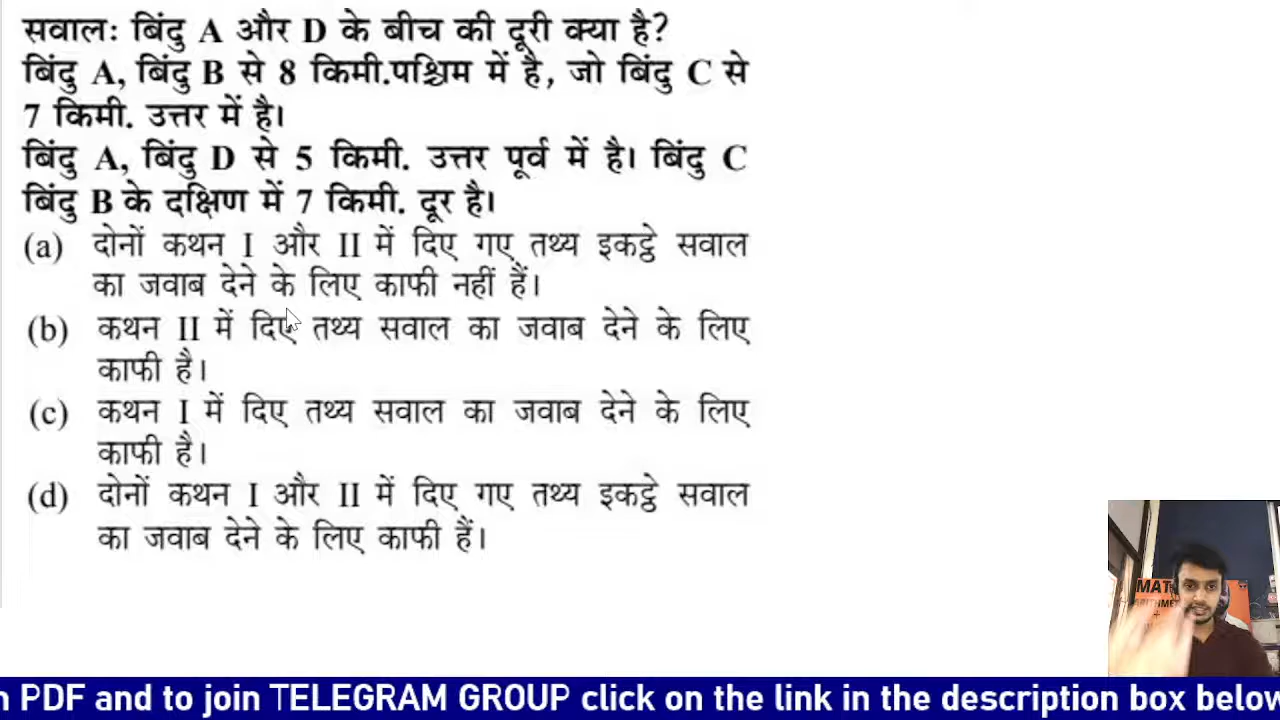 सवालः बिंदु A और D के बीच की दूरी क्या है?
बिंदु A, बिंदु B से 8 किमी.पश्चिम में है, जो बिंदु C से
7 किमी. उत्तर में है।
बिंदु A, बिंदु D से 5 किमी. उत्तर पूर्व में है। बिंदु C
बिंदु B के दक्षिण में 7 किमी. दूर है।
(a) दोनों कथन I और II में दिए गए तथ्य इकट्ठे सवाल
का जवाब देने के लिए काफी नहीं हैं।
(b) कथन II में दिए तथ्य सवाल का जवाब देने के लिए
काफी है।
(c) कथन I में दिए तथ्य सवाल का जवाब देने के लिए
काफी है।
(d) दोनों कथन I और II में दिए गए तथ्य इकट्ठे सवाल
का जवाब देने के लिए काफी हैं।
MAT
n PDF and to join TELEGRAM GROUP click on the link in the description box below